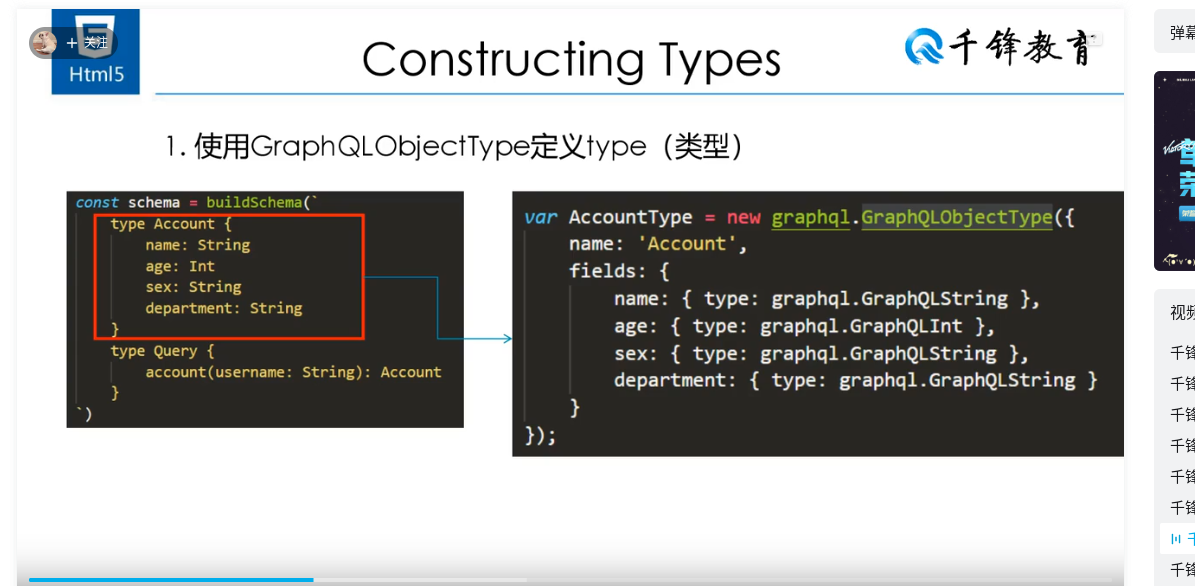 + 关注
Html5
Constructing Types
千锋教育
1. 使用GraphQLObjectType定义type（类型）
const schema = buildSchema(`
type Account {
name: String
age: Int
sex: String
department: String
}
type Query {
account(username: String): Account
}
`)
var AccountType = new graphql.GraphQLObjectType({
name: 'Account',
fields: {
name: { type: graphql.GraphQLString },
age: { type: graphql.GraphQLInt },
sex: { type: graphql.GraphQLString },
department: { type: graphql.GraphQLString }
}
});
弹幕
视频
千锋
千锋
千锋
千锋
千锋
千锋
千
千锋